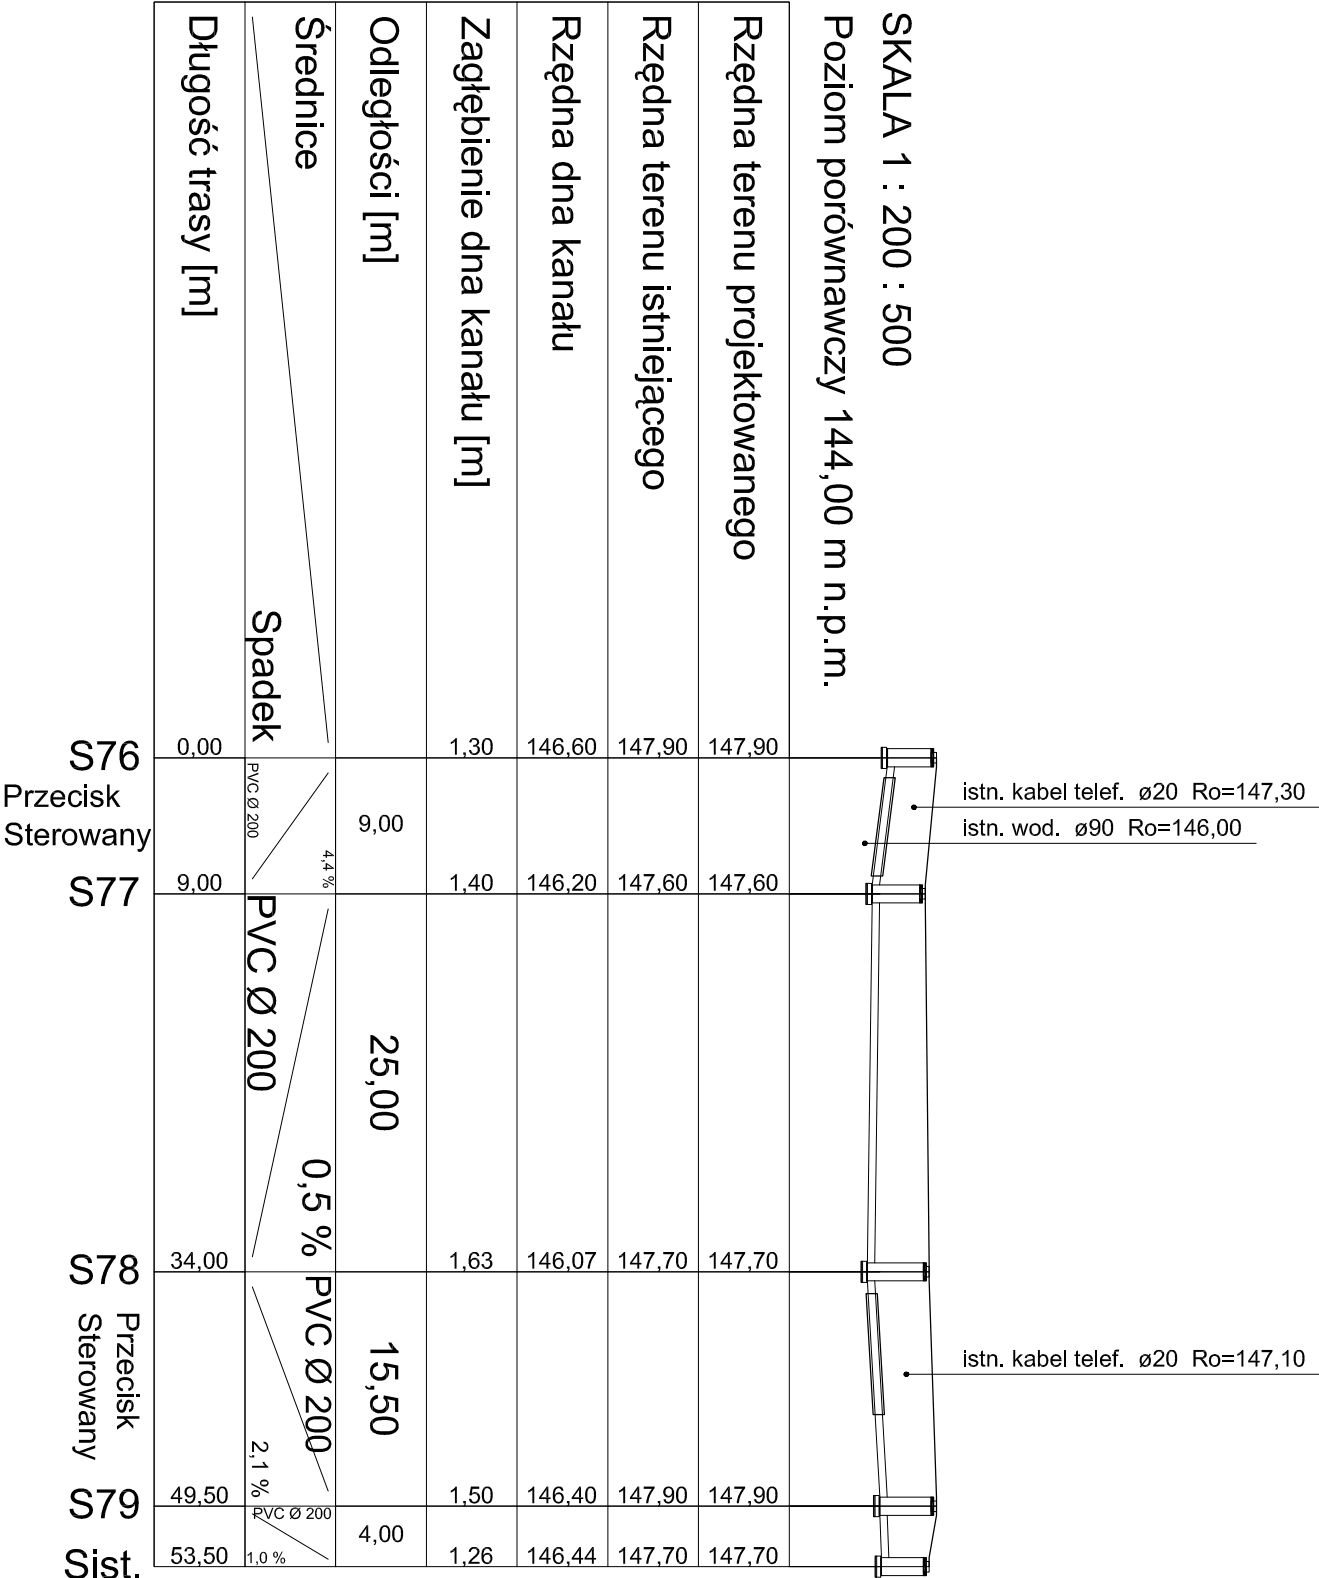 SKALA 1 : 200 : 500
Poziom porównawczy 144,00 m n.p.m.
Rzędna terenu projektowanego
147,90
147,60
147,70
147,90
147,70
Rzędna terenu istniejącego
147,90
147,60
147,70
147,90
147,70
Rzędna dna kanału
146,60
146,20
146,07
146,40
146,44
Zagłębienie dna kanału [m]
1,30
1,40
1,63
1,50
1,26
Odległości [m]
9,00
25,00
15,50
4,00
Średnice
Spadek
PVC Ø 200
4,4 %
PVC Ø 200
0,5 %
PVC Ø 200
2,1 %
PVC Ø 200
1,0 %
Długość trasy [m]
0,00
9,00
34,00
49,50
53,50
S76
Przecisk
Sterowany
S77
S78
Przecisk
Sterowany
S79
Sist.
istn. kabel telef. ø20 Ro=147,30
istn. wod. ø90 Ro=146,00
istn. kabel telef. ø20 Ro=147,10